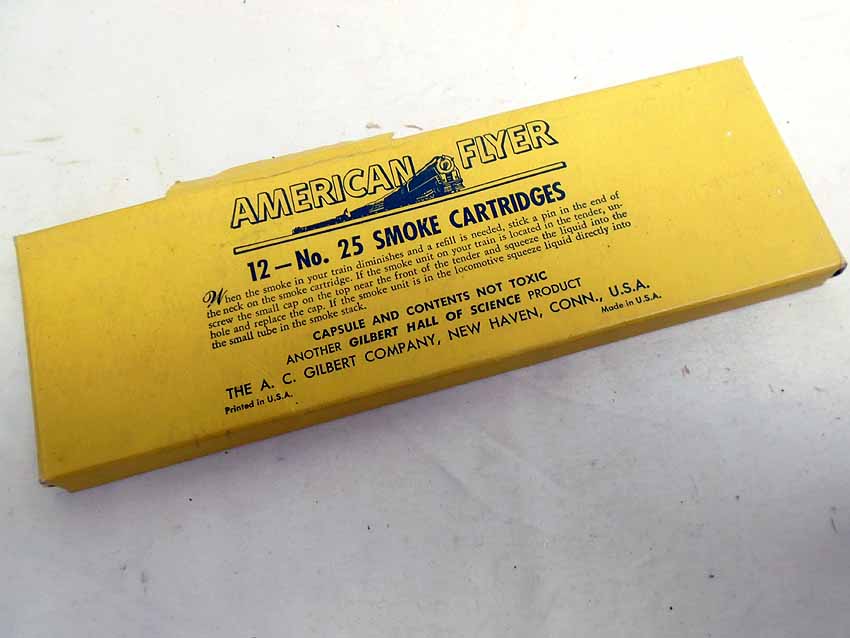 AMERICAN FLYER
12—No. 25 SMOKE CARTRIDGES
When the smoke in your train diminishes and a refill is needed, stick a pin in the end of
the neck on the smoke cartridge. If the smoke unit on your train is located in the tender, un-
screw the small cap on the top near the front of the tender and squeeze the liquid into the
hole and replace the cap. If the smoke unit is in the locomotive squeeze liquid directly into
the small tube in the smoke stack.
CAPSULE AND CONTENTS NOT TOXIC
ANOTHER GILBERT HALL OF SCIENCE PRODUCT
THE A. C. GILBERT COMPANY, NEW HAVEN, CONN., U.S.A.
Printed in U.S.A. Made in U.S.A.